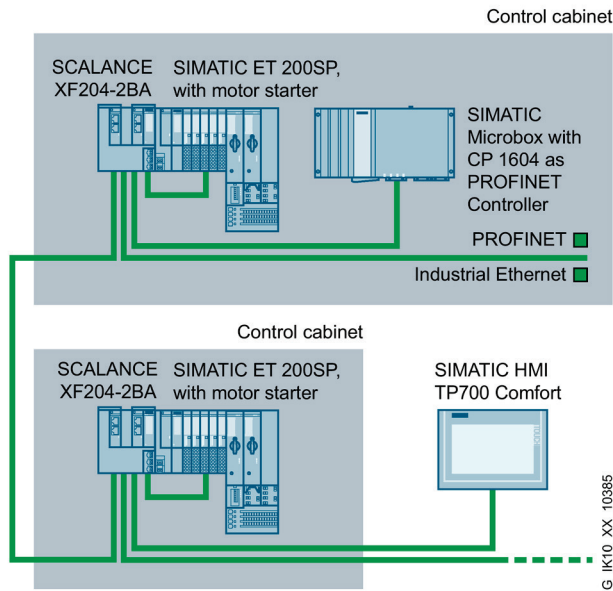 Control cabinet
SCALANCE
XF204-2BA
SIMATIC ET 200SP,
with motor starter
SIMATIC
Microbox with
CP 1604 as
PROFINET
Controller
PROFINET
Industrial Ethernet
Control cabinet
SCALANCE
XF204-2BA
SIMATIC ET 200SP,
with motor starter
SIMATIC HMI
TP700 Comfort
G IK10 XX 10385